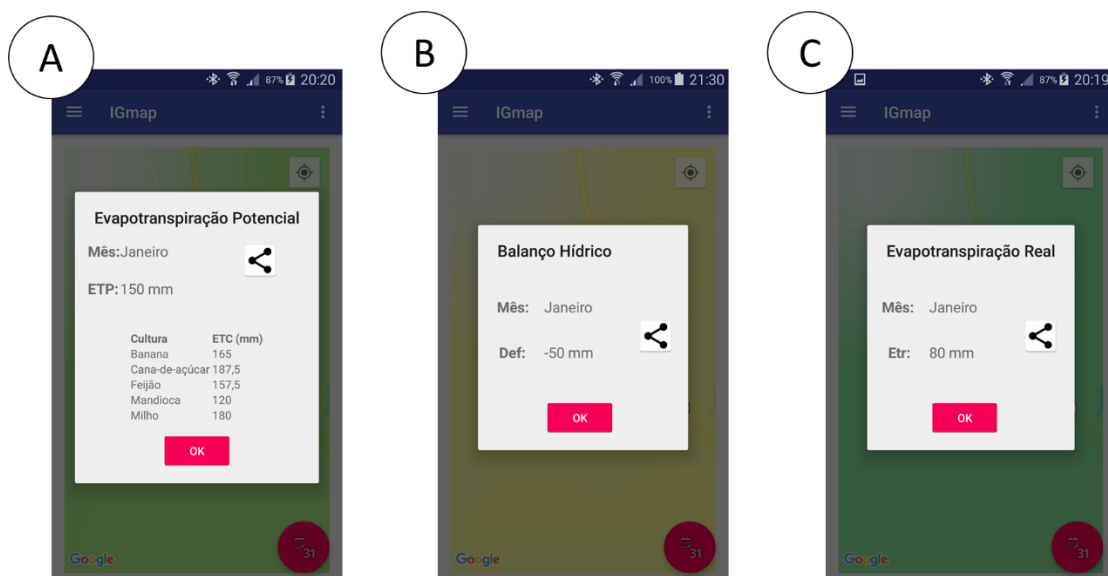 A
87% 20:20
IGmap
Evapotranspiração Potencial
Mês:Janeiro
ETP:150 mm
Cultura ETC (mm)
Banana 165
Cana-de-açúcar 187,5
Feijão 157,5
Mandioca 120
Milho 180
OK
31
Google
B
100% 21:30
IGmap
Balanço Hídrico
Mês: Janeiro
Def: -50 mm
OK
31
Google
C
87% 20:19
IGmap
Evapotranspiração Real
Mês: Janeiro
Etr: 80 mm
OK
31
Google